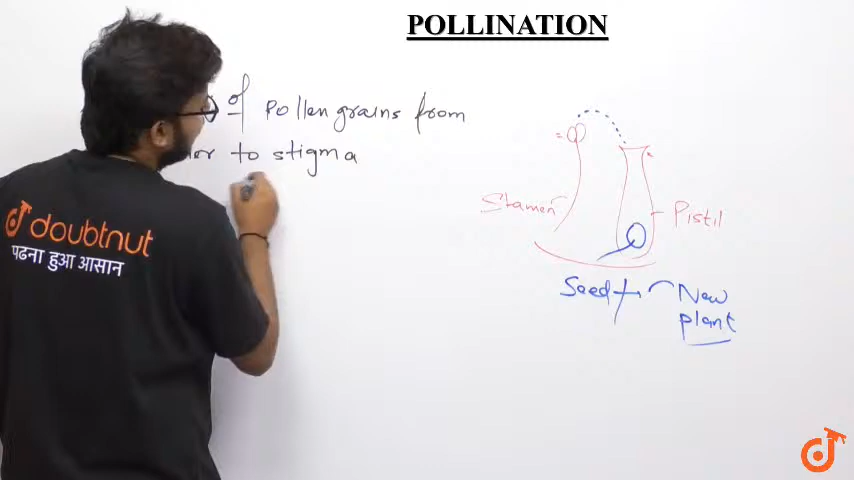 POLLINATION
of Pollen grains from
to stigma
Stamen
Pistil
Seed
New
plant
doubtnut
पढना हुआ आसान